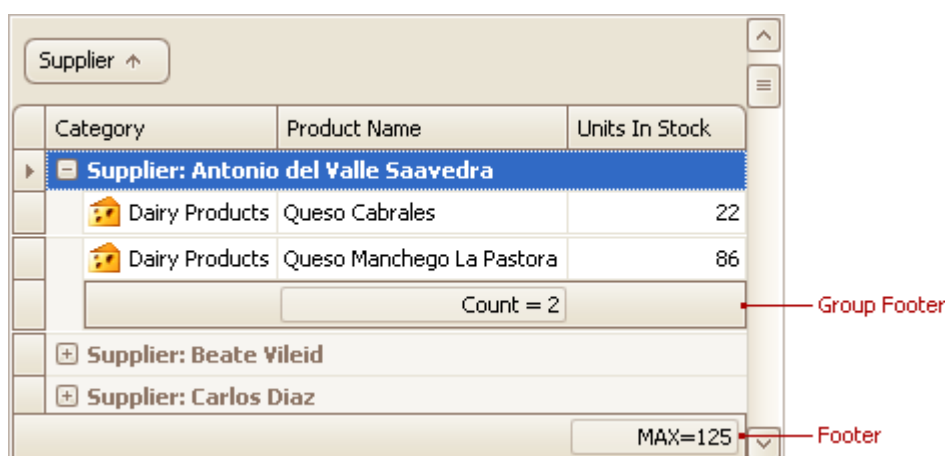 Supplier
Category Product Name Units In Stock
Supplier: Antonio del Valle Saavedra
Dairy Products Queso Cabrales 22
Dairy Products Queso Manchego La Pastora 86
Count = 2 Group Footer
Supplier: Beate Vileid
Supplier: Carlos Diaz
MAX=125 Footer